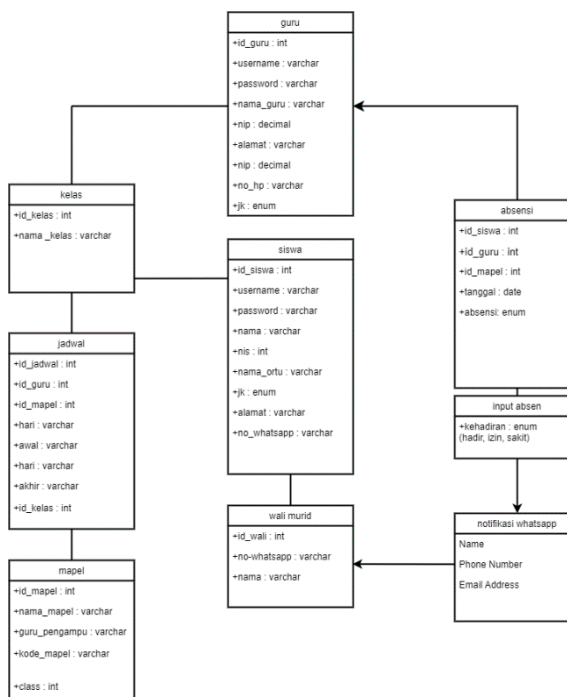 guru
+id_guru : int
+username : varchar
+password : varchar
+nama_guru : varchar
+nip : decimal
+alamat : varchar
+nip : decimal
+no_hp : varchar
+jk : enum
kelas
+id_kelas : int
+nama _kelas : varchar
absensi
+id_siswa : int
+id_guru : int
+id_mapel : int
+tanggal : date
+absensi: enum
siswa
+id_siswa : int
+username : varchar
+password : varchar
+nama : varchar
+nis : int
+nama_ortu : varchar
+jk : enum
+alamat : varchar
+no_whatsapp : varchar
jadwal
+id_jadwal : int
+id_guru : int
+id_mapel : int
+hari : varchar
+awal : varchar
+hari : varchar
+akhir : varchar
+id_kelas : int
input absen
+kehadiran : enum
(hadir, izin, sakit)
wali murid
+id_wali : int
+no-whatsapp : varchar
+nama : varchar
notifikasi whatsapp
Name
Phone Number
Email Address
mapel
+id_mapel : int
+nama_mapel : varchar
+guru_pengampu : varchar
+kode_mapel : varchar
+class : int